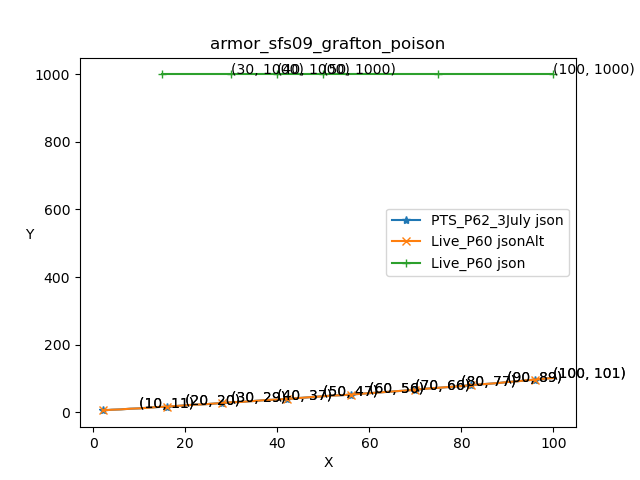 armor_sfs09_grafton_poison
1000
(30, 1000) (40, 1000) (50, 1000) (100, 1000)
800
600
PTS_P62_3July json
Live_P60 jsonAlt
Y
Live_P60 json
400
200
(10, 11) (20, 20) (30, 29) (40, 37) (50, 47) (60, 56) (70, 66) (80, 77) (90, 89) (100, 101)
0
0 20 40 60 80 100
X